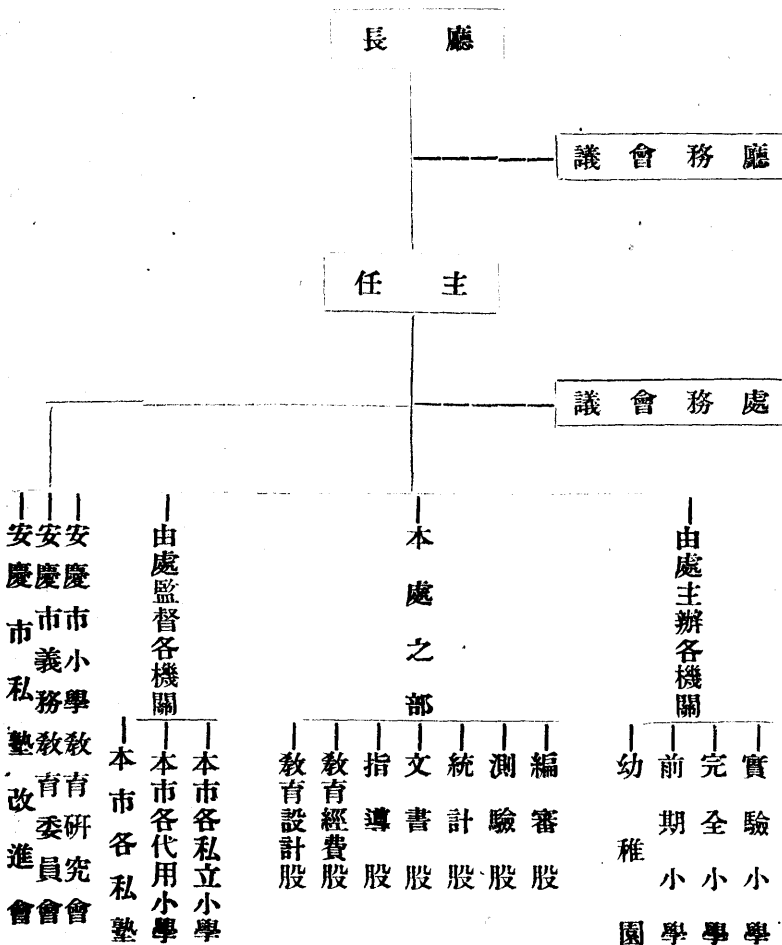 廳長
廳務會議
主任
處務會議
由處主辦各機關
實驗小學
完全小學
前期小學
幼稚園
本處之部
編審股
測驗股
統計股
文書股
指導股
教育經費股
教育設計股
由處監督各機關
本市各私立小學
本市各代用小學
本市各私塾
安慶市小學教育研究會
安慶市義務教育委員會
安慶市私塾改進會